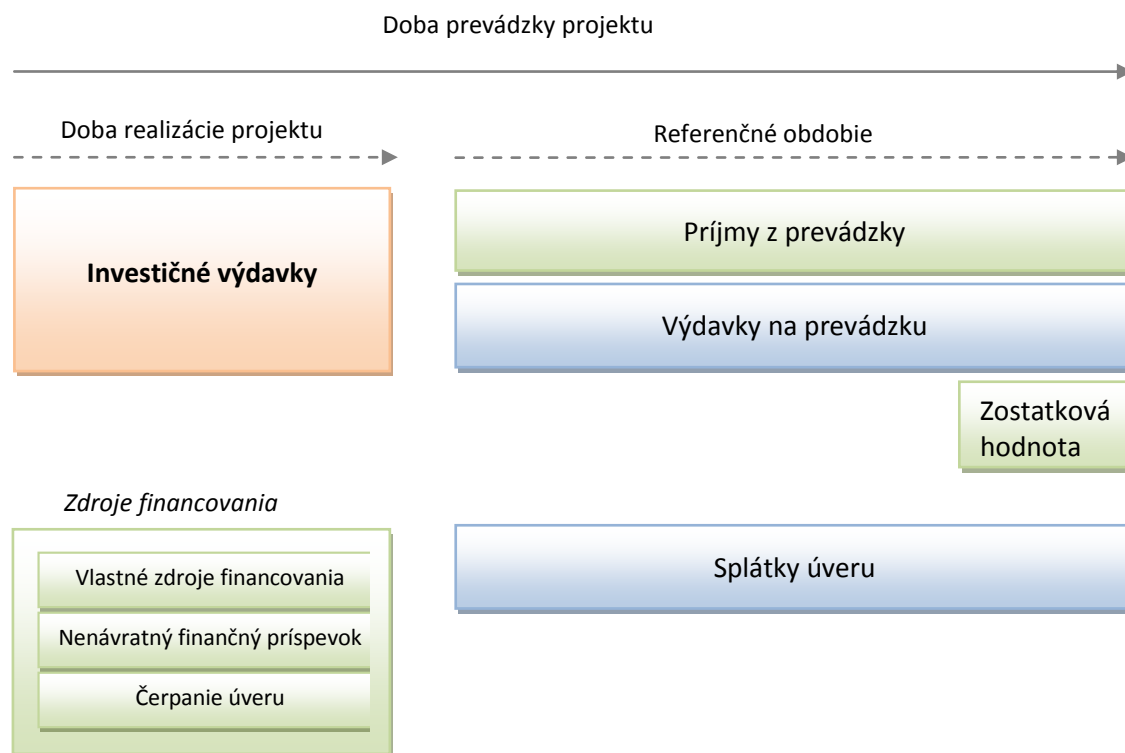 Doba prevádzky projektu
Doba realizácie projektu
Referenčné obdobie
Investičné výdavky
Príjmy z prevádzky
Výdavky na prevádzku
Zostatková
hodnota
Zdroje financovania
Vlastné zdroje financovania
Nenávratný finančný príspevok
Čerpanie úveru
Splátky úveru